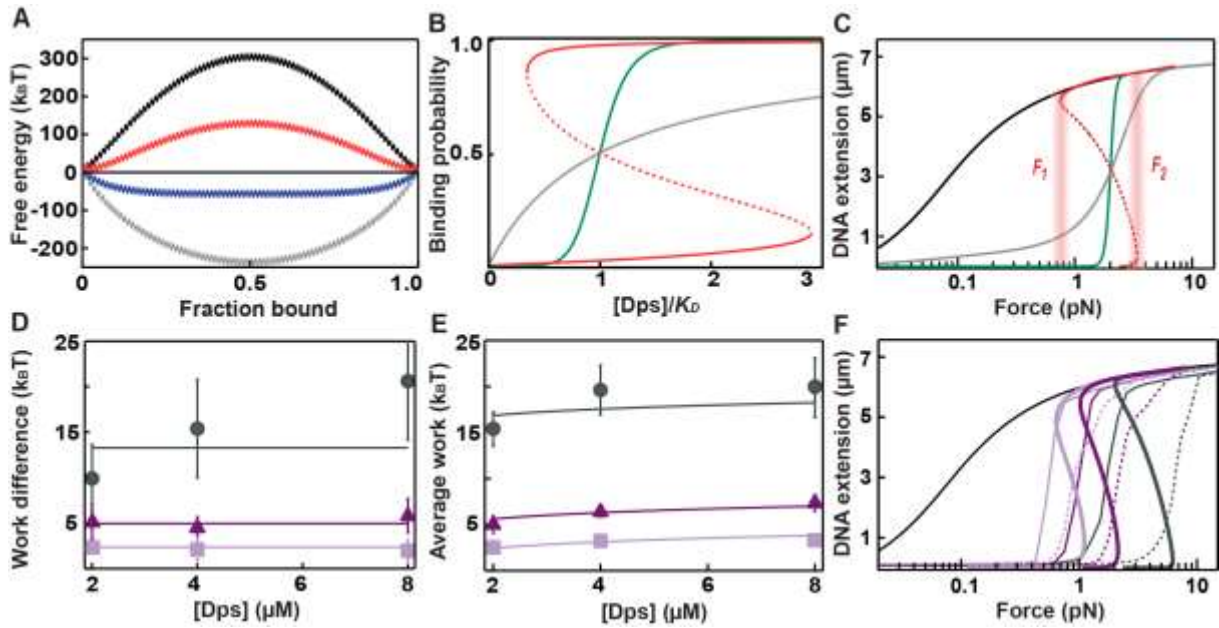 A
Free energy (kBT)
300
200
100
0
-100
-200
0
0.5
1.0
Fraction bound
B
Binding probability
1.0
0.5
0
1
2
3
[Dps]/KD
C
DNA extension (µm)
7
5
3
1
F1
F2
0.1
1
10
Force (pN)
D
Work difference (kBT)
25
15
5
2
4
6
8
[Dps] (µM)
E
Average work (kBT)
25
15
5
2
4
6
8
[Dps] (µM)
F
DNA extension (µm)
7
5
3
1
0.1
1
10
Force (pN)